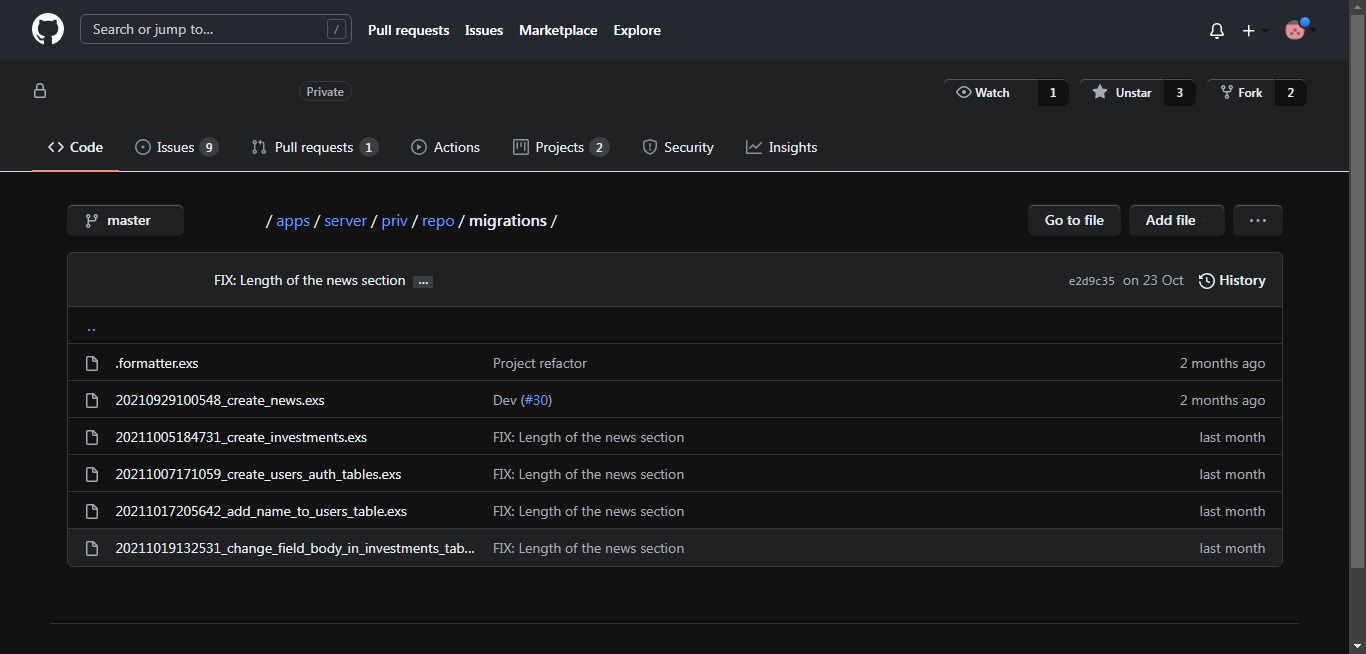 Search or jump to... / Pull requests Issues Marketplace Explore
Private Watch 1 Unstar 3 Fork 2
<> Code Issues 9 Pull requests 1 Actions Projects 2 Security Insights
master / apps / server / priv / repo / migrations / Go to file Add file ...
FIX: Length of the news section ... e2d9c35 on 23 Oct History
..
.formatter.exs Project refactor 2 months ago
20210929100548_create_news.exs Dev (#30) 2 months ago
20211005184731_create_investments.exs FIX: Length of the news section last month
20211007171059_create_users_auth_tables.exs FIX: Length of the news section last month
20211017205642_add_name_to_users_table.exs FIX: Length of the news section last month
20211019132531_change_field_body_in_investments_tab... FIX: Length of the news section last month